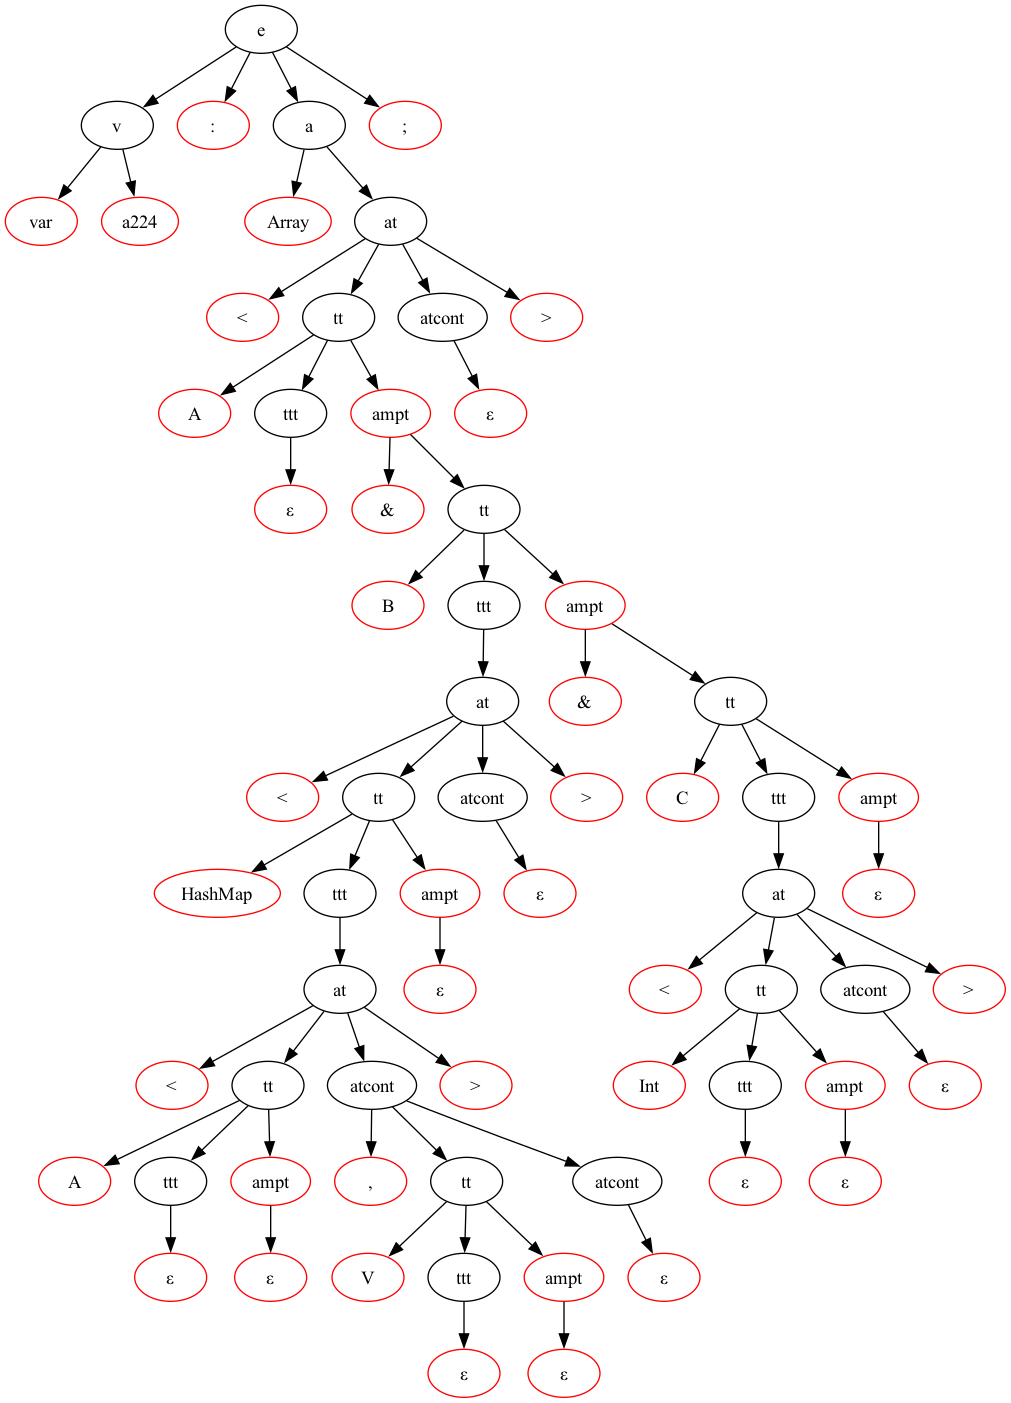 e
v : a ;
var a224 Array at
< tt atcont >
A ttt ampt ε
ε & tt
B ttt ampt
at & tt
< tt atcont > C ttt ampt
HashMap ttt ampt ε at ε
at ε < tt atcont >
< tt atcont > Int ttt ampt ε
A ttt ampt , tt atcont ε ε
ε ε V ttt ampt ε
ε ε